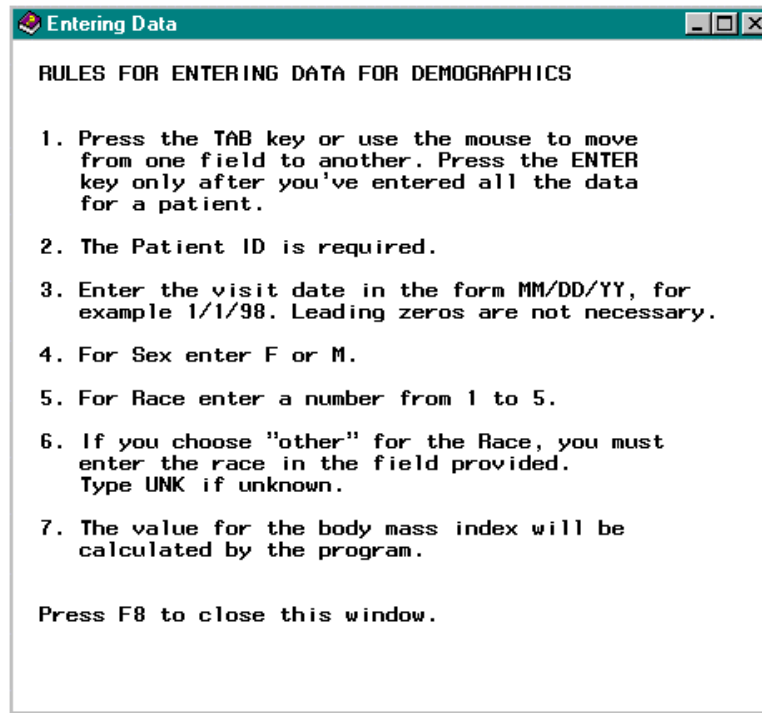 Entering Data
RULES FOR ENTERING DATA FOR DEMOGRAPHICS
1. Press the TAB key or use the mouse to move
from one field to another. Press the ENTER
key only after you've entered all the data
for a patient.
2. The Patient ID is required.
3. Enter the visit date in the form MM/DD/YY, for
example 1/1/98. Leading zeros are not necessary.
4. For Sex enter F or M.
5. For Race enter a number from 1 to 5.
6. If you choose "other" for the Race, you must
enter the race in the field provided.
Type UNK if unknown.
7. The value for the body mass index will be
calculated by the program.
Press F8 to close this window.